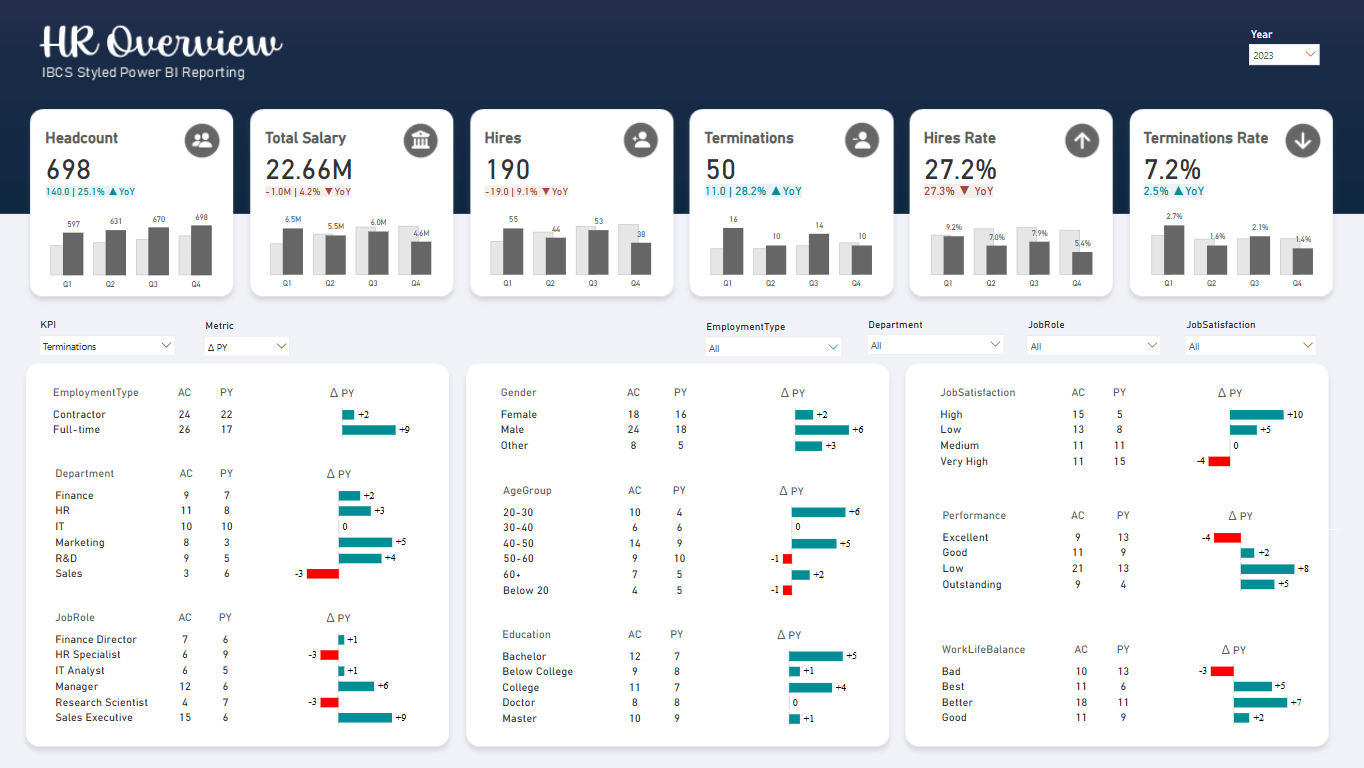 HR Overview
IBCS Styled Power BI Reporting
Year
2023
Headcount
698
140.0 | 25.1% ▲YoY
597 631 670 698
Q1 Q2 Q3 Q4
Total Salary
22.66M
-1.0M | 4.2% ▼YoY
6.5M 5.5M 6.0M 4.6M
Q1 Q2 Q3 Q4
Hires
190
-19.0 | 9.1% ▼YoY
55 44 53 38
Q1 Q2 Q3 Q4
Terminations
50
11.0 | 28.2% ▲YoY
16 10 14 10
Q1 Q2 Q3 Q4
Hires Rate
27.2%
27.3% ▼ YoY
9.2% 7.0% 7.9% 5.4%
Q1 Q2 Q3 Q4
Terminations Rate
7.2%
2.5% ▲YoY
2.7% 1.6% 2.1% 1.4%
Q1 Q2 Q3 Q4
KPI
Terminations
Metric
Δ PY
EmploymentType
All
Department
All
JobRole
All
JobSatisfaction
All
EmploymentType AC PY Δ PY
Contractor 24 22 +2
Full-time 26 17 +9
Department AC PY Δ PY
Finance 9 7 +2
HR 11 8 +3
IT 10 10 0
Marketing 8 3 +5
R&D 9 5 +4
Sales 3 6 -3
JobRole AC PY Δ PY
Finance Director 7 6 +1
HR Specialist 6 9 -3
IT Analyst 6 5 +1
Manager 12 6 +6
Research Scientist 4 7 -3
Sales Executive 15 6 +9
Gender AC PY Δ PY
Female 18 16 +2
Male 24 18 +6
Other 8 5 +3
AgeGroup AC PY Δ PY
20-30 10 4 +6
30-40 6 6 0
40-50 14 9 +5
50-60 9 10 -1
60+ 7 5 +2
Below 20 4 5 -1
Education AC PY Δ PY
Bachelor 12 7 +5
Below College 9 8 +1
College 11 7 +4
Doctor 8 8 0
Master 10 9 +1
JobSatisfaction AC PY Δ PY
High 15 5 +10
Low 13 8 +5
Medium 11 11 0
Very High 11 15 -4
Performance AC PY Δ PY
Excellent 9 13 -4
Good 11 9 +2
Low 21 13 +8
Outstanding 9 4 +5
WorkLifeBalance AC PY Δ PY
Bad 10 13 -3
Best 11 6 +5
Better 18 11 +7
Good 11 9 +2